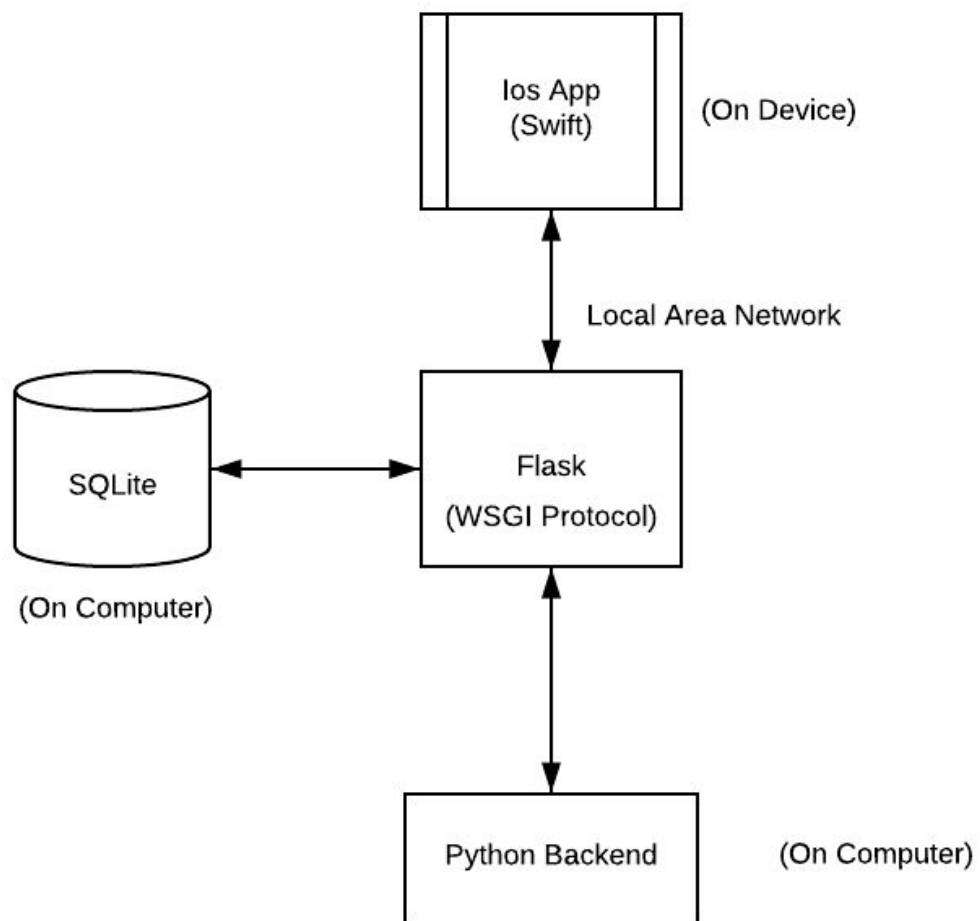 Ios App
(Swift)
(On Device)
Local Area Network
SQLite
Flask
(WSGI Protocol)
(On Computer)
Python Backend
(On Computer)